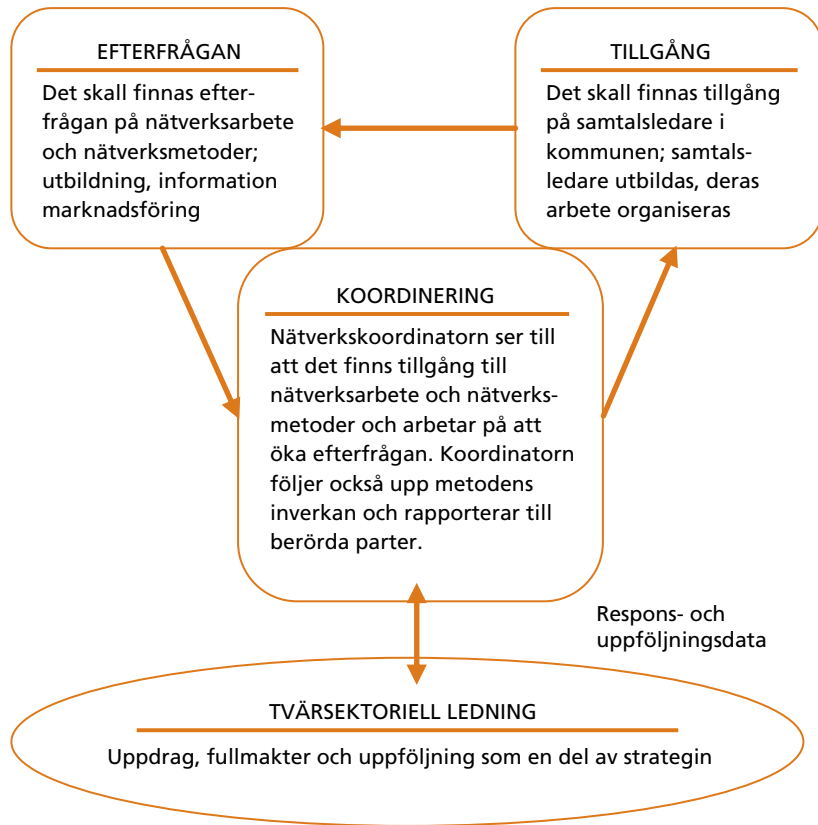 EFTERFRÅGAN
Det skall finnas efter-
frågan på nätverksarbete
och nätverksmetoder;
utbildning, information
marknadsföring
TILLGÅNG
Det skall finnas tillgång
på samtalsledare i
kommunen; samtals-
ledare utbildas, deras
arbete organiseras
KOORDINERING
Nätverkskoordinatorn ser till
att det finns tillgång till
nätverksarbete och nätverks-
metoder och arbetar på att
öka efterfrågan. Koordinatorn
följer också upp metodens
inverkan och rapporterar till
berörda parter.
Respons- och
uppföljningsdata
TVÄRSEKTORIELL LEDNING
Uppdrag, fullmakter och uppföljning som en del av strategin